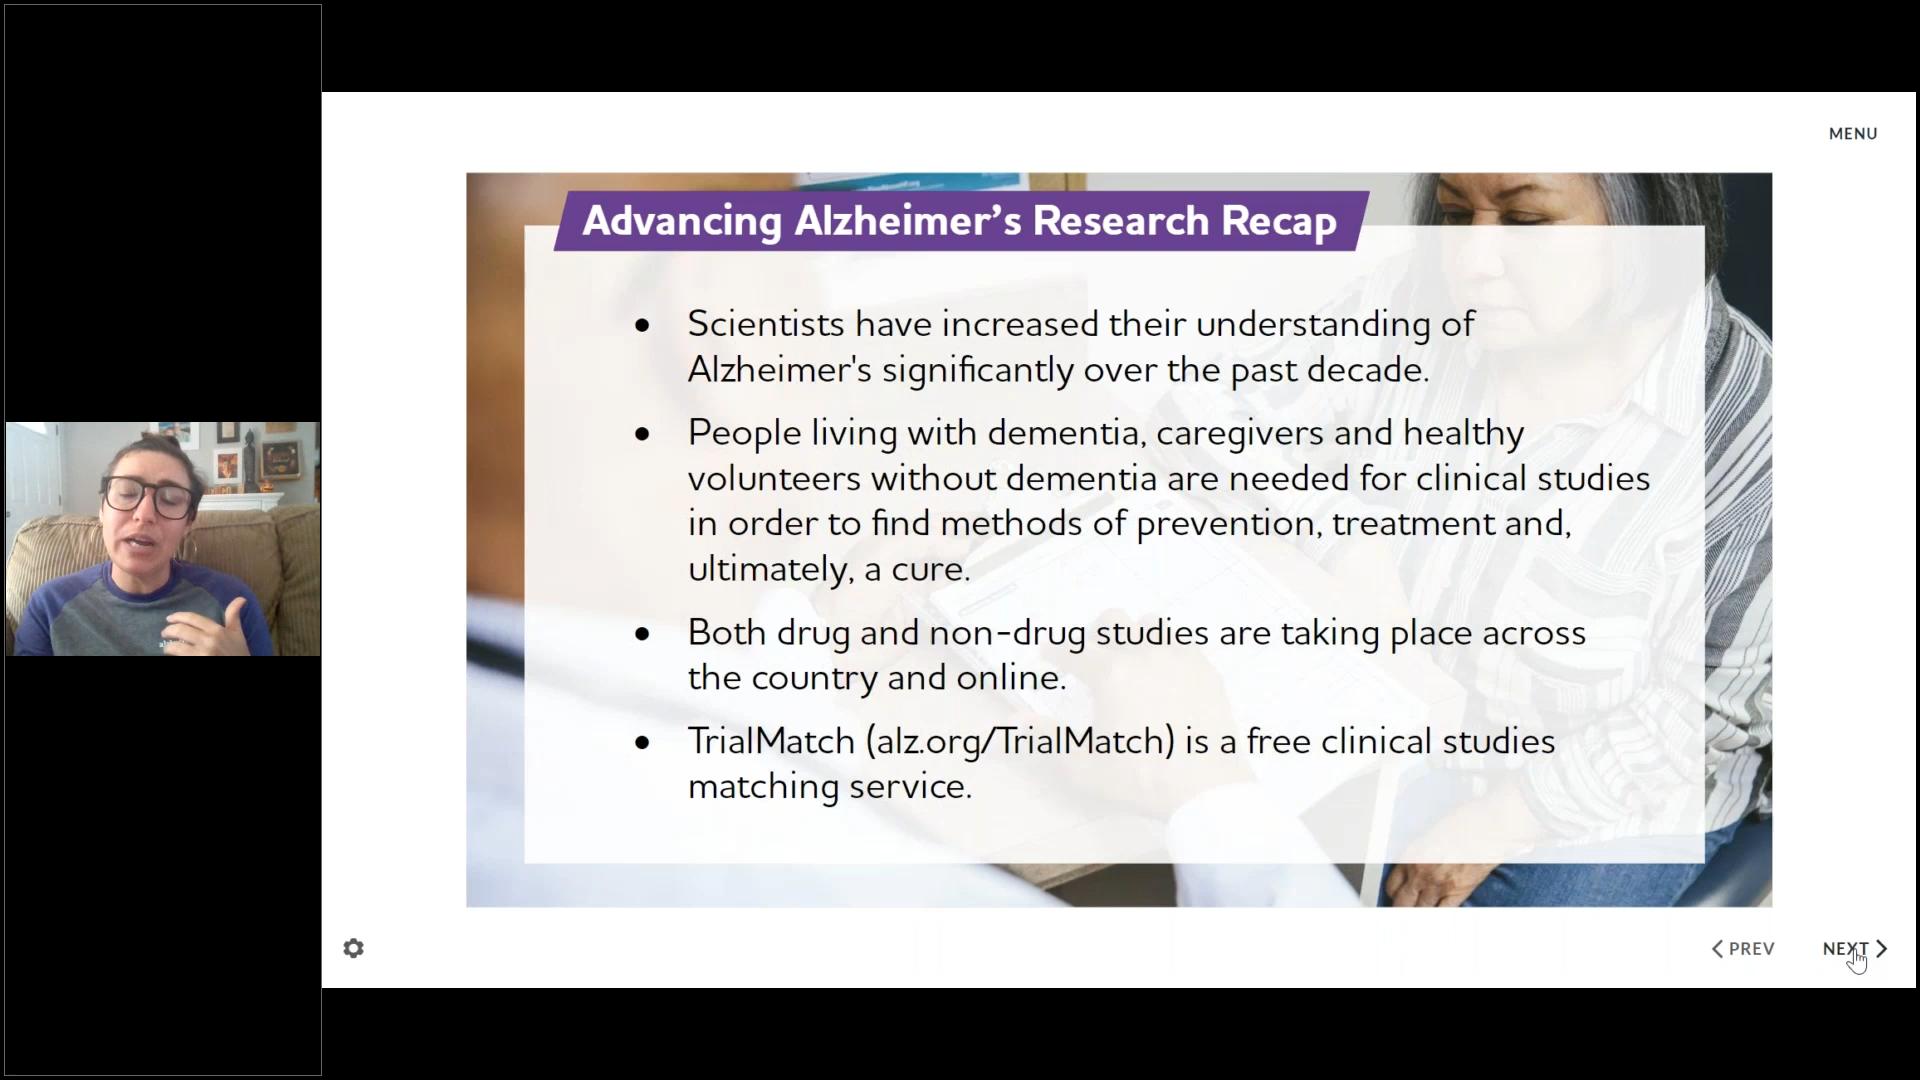 MENU
Advancing Alzheimer’s Research Recap
• Scientists have increased their understanding of
Alzheimer's significantly over the past decade.
• People living with dementia, caregivers and healthy
volunteers without dementia are needed for clinical studies
in order to find methods of prevention, treatment and,
ultimately, a cure.
• Both drug and non-drug studies are taking place across
the country and online.
• TrialMatch (alz.org/TrialMatch) is a free clinical studies
matching service.
PREV
NEXT